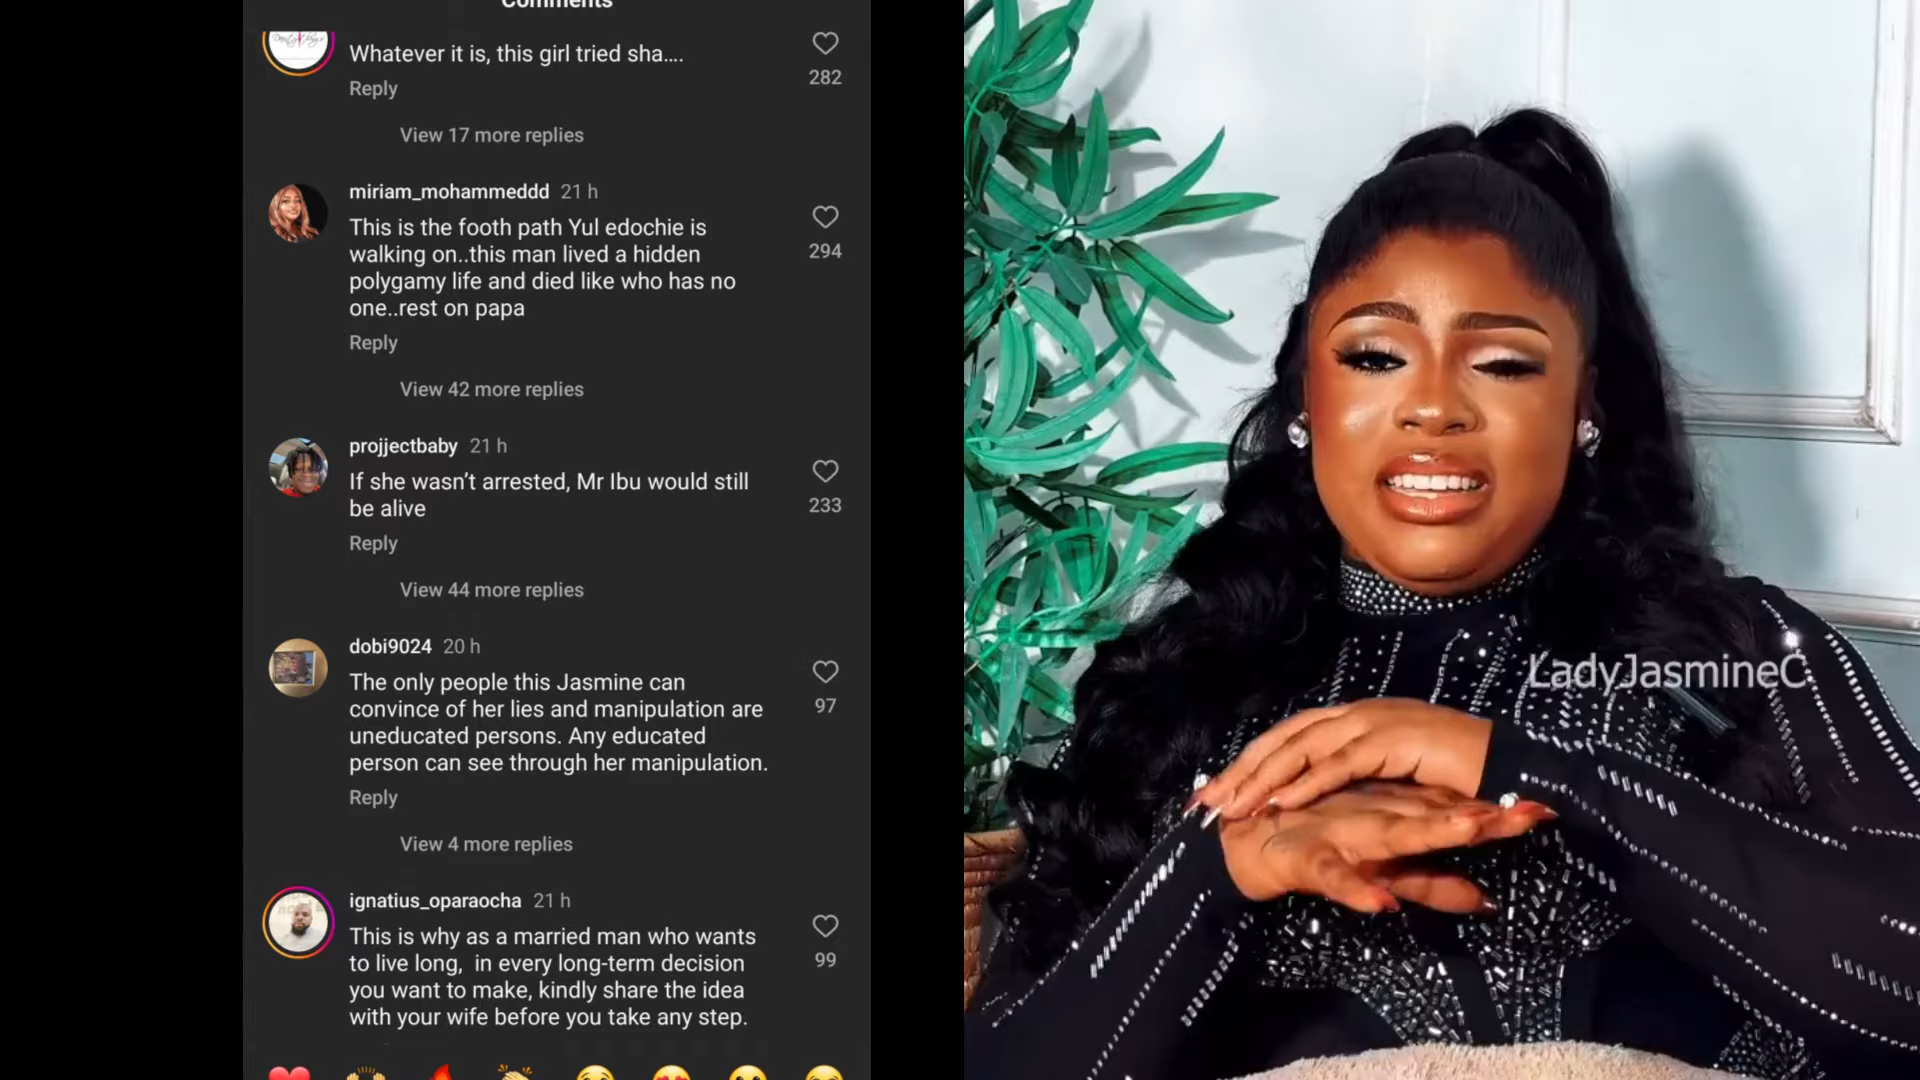 Comments
Whatever it is, this girl tried sha....
282
Reply
View 17 more replies
miriam_mohammeddd 21 h
This is the footh path Yul edochie is
walking on..this man lived a hidden
polygamy life and died like who has no
one..rest on papa
294
Reply
View 42 more replies
projjectbaby 21 h
If she wasn't arrested, Mr Ibu would still
be alive
233
Reply
View 44 more replies
dobi9024 20 h
The only people this Jasmine can
convince of her lies and manipulation are
uneducated persons. Any educated
person can see through her manipulation.
97
Reply
View 4 more replies
ignatius_oparaocha 21 h
This is why as a married man who wants
to live long, in every long-term decision
you want to make, kindly share the idea
with your wife before you take any step.
99
LadyJasmineC